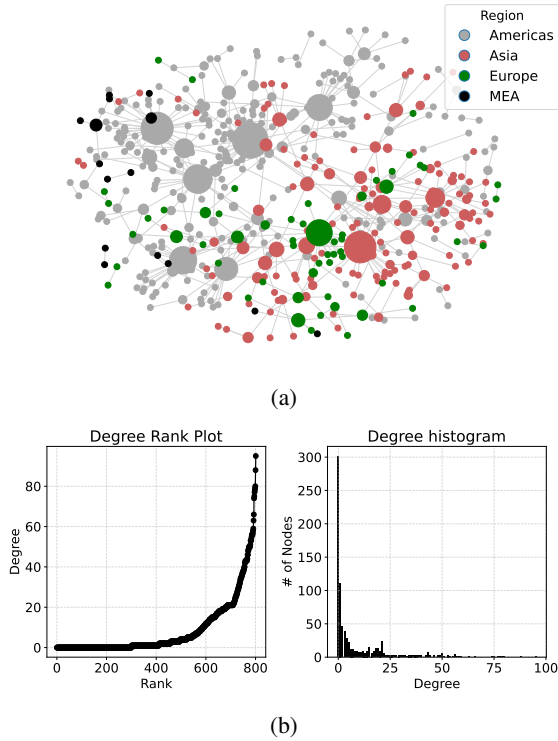 Region
Americas
Asia
Europe
MEA
(a)
Degree Rank Plot
Degree histogram
80
60
40
20
0
Degree
0 200 400 600 800
Rank
300
250
200
150
100
50
0
# of Nodes
0 25 50 75 100
Degree
(b)